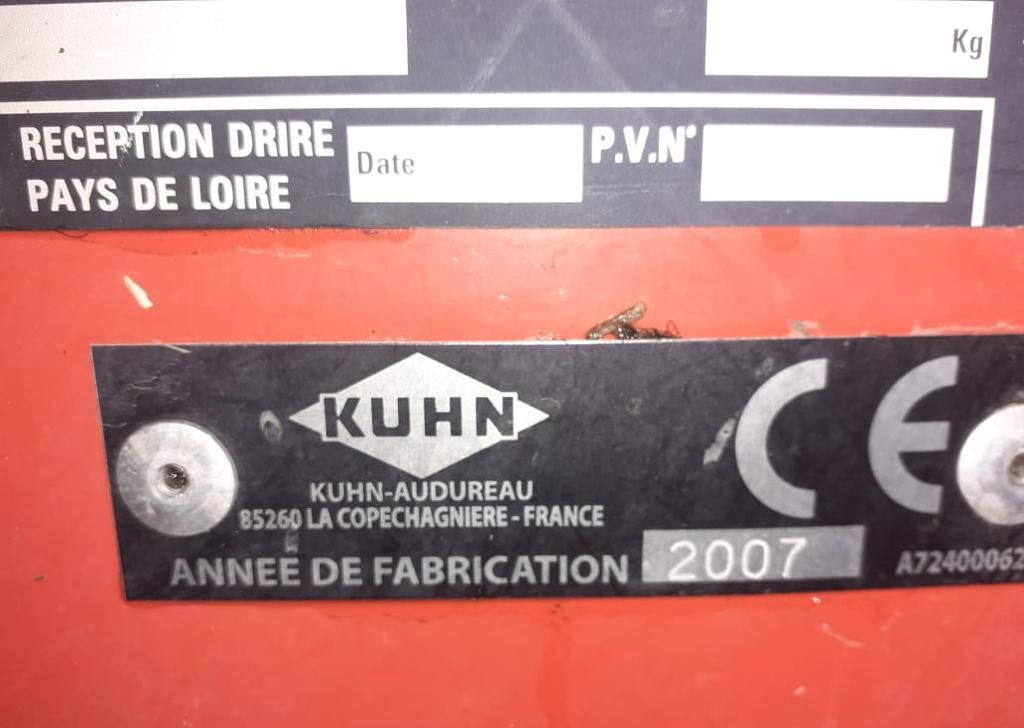 Kg
RECEPTION DRIRE
PAYS DE LOIRE
Date
P.V.N°
KUHN
CE
KUHN-AUDUREAU
85260 LA COPECHAGNIERE - FRANCE
ANNEE DE FABRICATION 2007
A72400062